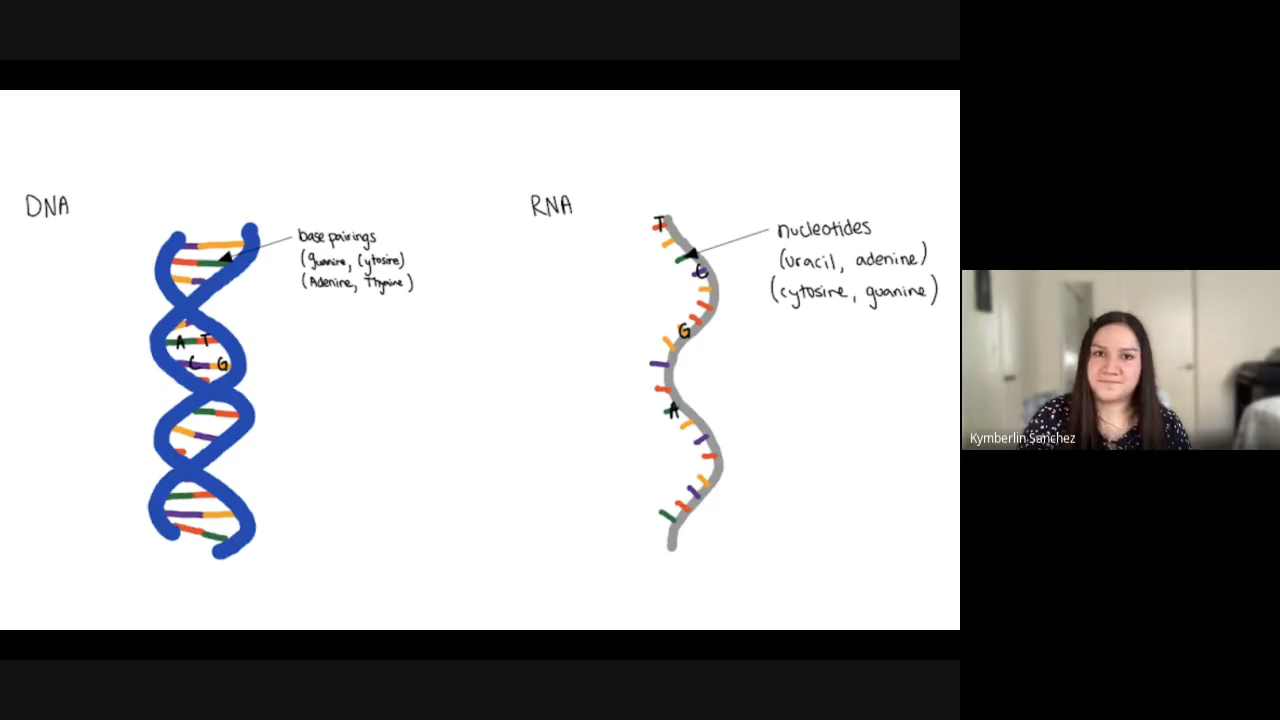 DNA
base pairings
(guanine, Cytosine)
(Adenine, Thymine)
A T
C G
RNA
T
C
G
A
nucleotides
(uracil, adenine)
(cytosine, guanine)
Kymberlin Sanchez